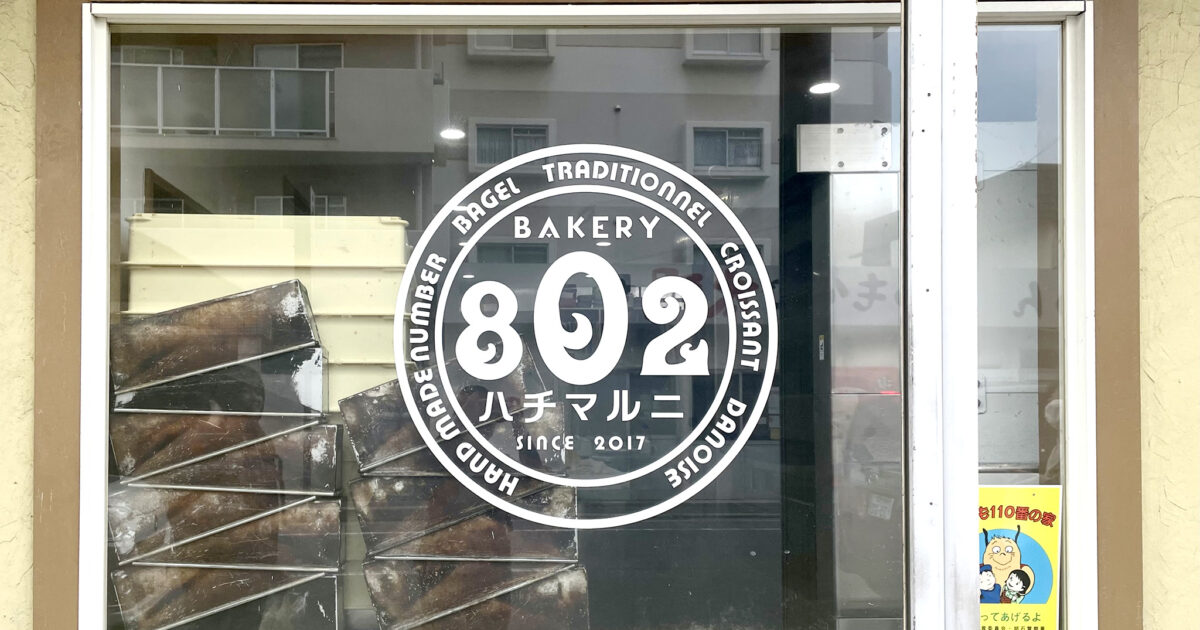 HAND MADE NUMBER BAGEL TRADITIONNEL CROISSANT DANOISE
BAKERY
802
ハチマルニ
SINCE 2017
110番の家
ってあげるよ